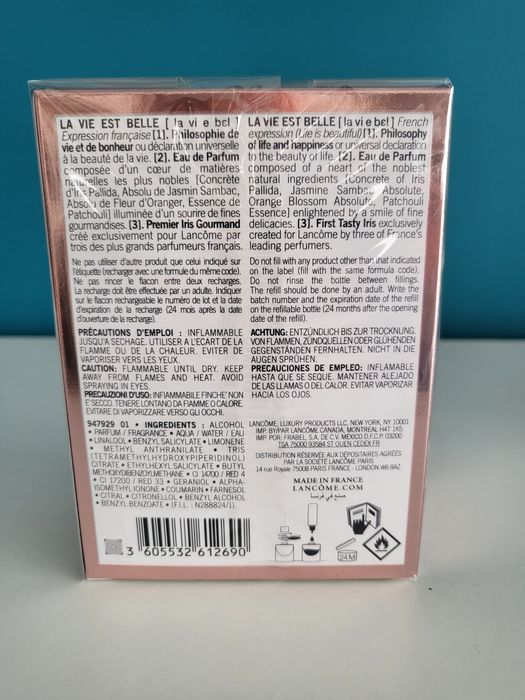 LA VIE EST BELLE [ la vi ɛ bɛl ]
Expression française [1]. Philosophie de
vie et de bonheur ou déclaration universelle
à la beauté de la vie. [2]. Eau de Parfum
composée d'un cœur de matières
naturelles les plus nobles [Concrète
d'Iris Pallida, Absolu de Jasmin Sambac,
Absolu de Fleur d'Oranger, Essence de
Patchouli] illuminée d'un sourire de fines
gourmandises. [3]. Premier Iris Gourmand
créé exclusivement pour Lancôme par
trois des plus grands parfumeurs français.
LA VIE EST BELLE [ la vi ɛ bɛl ] French
expression (life is beautiful) [1]. Philosophy
of life and happiness or universal declaration
to the beauty of life. [2]. Eau de Parfum
composed of a heart of the noblest
natural ingredients [Concrete of Iris
Pallida, Jasmine Sambac Absolute,
Orange Blossom Absolute, Patchouli
Essence] enlightened by a smile of fine
delicacies. [3]. First Tasty Iris exclusively
created for Lancôme by three of France's
leading perfumers.
Ne pas utiliser d'autre produit que celui indiqué sur
l'étiquette (recharger avec une formule du même code).
Ne pas rincer le flacon entre deux recharges.
La recharge doit être effectuée par un adulte. Indiquer
sur le flacon rechargeable le numéro de lot et la date
d'expiration de la recharge (24 mois après la date
d'ouverture de la recharge).
Do not fill with any product other than that indicated
on the label (fill with the same formula code).
Do not rinse the bottle between fillings.
The refill should be done by an adult. Write the
batch number and the expiration date of the refill
on the refillable bottle (24 months after the opening
date of the refill).
PRÉCAUTIONS D'EMPLOI : INFLAMMABLE
JUSQU'A SECHAGE. UTILISER A L'ECART DE LA
FLAMME OU DE LA CHALEUR. EVITER DE
VAPORISER VERS LES YEUX.
CAUTION: FLAMMABLE UNTIL DRY. KEEP
AWAY FROM FLAMES AND HEAT. AVOID
SPRAYING IN EYES.
PRECAUZIONI D'USO: INFIAMMABILE FINCHE NON
E'SECCO. TENERE LONTANO DA FIAMME O CALORE.
EVITARE DI VAPORIZZARE VERSO GLI OCCHI.
ACHTUNG: ENTZÜNDLICH BIS ZUR TROCKNUNG.
VON FLAMMEN, ZÜNDQUELLEN ODER GLÜHENDEN
GEGENSTÄNDEN FERNHALTEN. NICHT IN DIE
AUGEN SPRÜHEN.
PRECAUCIONES DE EMPLEO: INFLAMABLE
HASTA QUE SE SEQUE. MANTENER ALEJADO
DE LAS LLAMAS O DEL CALOR. EVITAR VAPORIZAR
HACIA LOS OJOS.
947929 01 • INGREDIENTS : ALCOHOL
• PARFUM / FRAGRANCE • AQUA / WATER / EAU
• LINALOOL • BENZYL SALICYLATE • LIMONENE
• METHYL ANTHRANILATE • TRIS
(TETRAMETHYLHYDROXYPIPERIDINOL)
CITRATE • ETHYLHEXYL SALICYLATE • BUTYL
METHOXYDIBENZOYLMETHANE • CI 14700 / RED 4
• CI 17200 / RED 33 • GERANIOL • ALPHA-
ISOMETHYL IONONE • COUMARIN • FARNESOL
• CITRAL • CITRONELLOL • BENZYL ALCOHOL
• BENZYL BENZOATE • (F.I.L . N288824/1).
LANCÔME, LUXURY PRODUCTS LLC, NEW YORK, NY 10001
IMP. BY/PAR LANCÔME CANADA, MONTREAL H4T 1K5
IMP. POR: FRABEL, S.A. DE C.V. MÉXICO D.F. C.P. 03200
TSA 75000 93584 ST OUEN CEDEX FR
DISTRIBUTION RÉSERVÉE AUX DÉPOSITAIRES AGRÉÉS
PAR LA SOCIÉTÉ LANCÔME PARIS
14 rue Royale 75008 PARIS - LONDON W6 8AZ
MADE IN FRANCE
LANCOME.COM
صنع في فرنسا
3 605532 612690
24 M